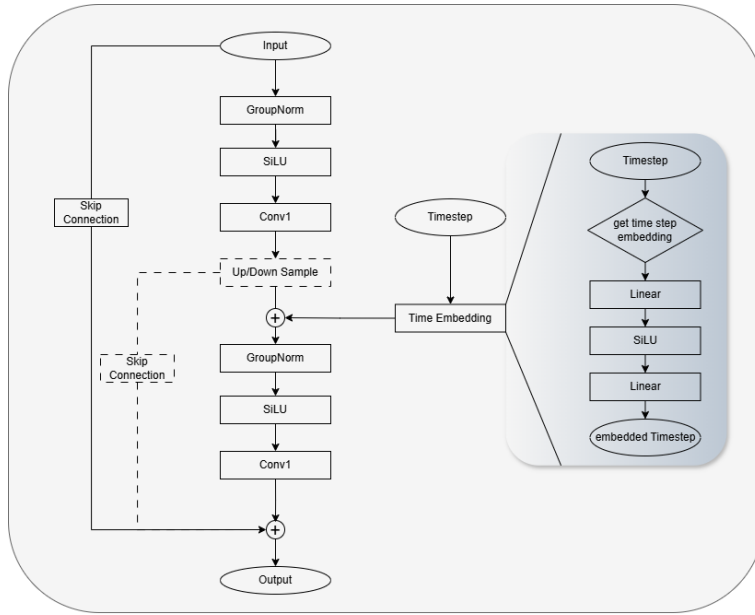 Input
GroupNorm
SiLU
Conv1
Up/Down Sample
+
GroupNorm
SiLU
Conv1
+
Output
Skip
Connection
Skip
Connection
Timestep
Time Embedding
Timestep
get time step
embedding
Linear
SiLU
Linear
embedded Timestep